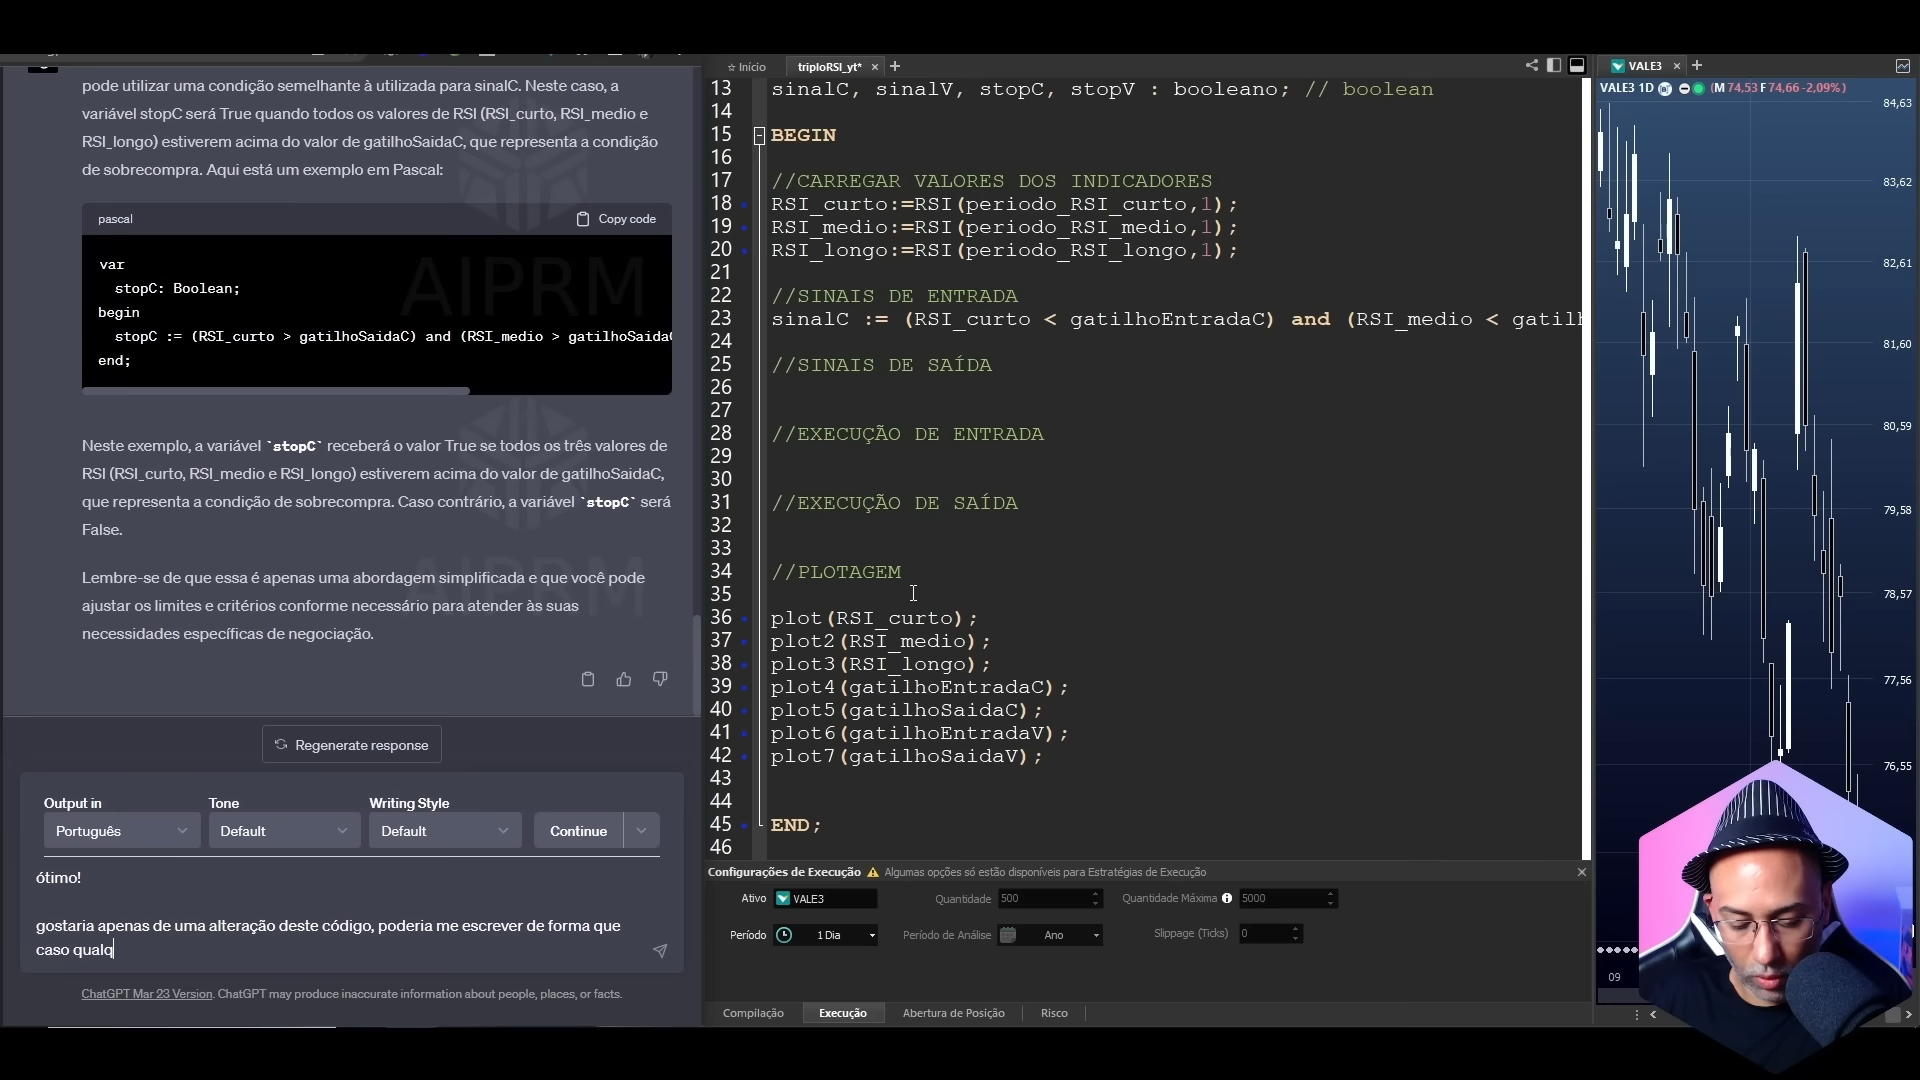 pode utilizar uma condição semelhante à utilizada para sinalC. Neste caso, a
variável stopC será True quando todos os valores de RSI (RSI_curto, RSI_medio e
RSI_longo) estiverem acima do valor de gatilhoSaidaC, que representa a condição
de sobrecompra. Aqui está um exemplo em Pascal:
pascal
Copy code
var
stopC: Boolean;
begin
stopC := (RSI_curto > gatilhoSaidaC) and (RSI_medio > gatilhoSaidaC
end;
AIPRM
Neste exemplo, a variável `stopC` receberá o valor True se todos os três valores de
RSI (RSI_curto, RSI_medio e RSI_longo) estiverem acima do valor de gatilhoSaidaC,
que representa a condição de sobrecompra. Caso contrário, a variável `stopC` será
False.
AIPRM
Lembre-se de que essa é apenas uma abordagem simplificada e que você pode
ajustar os limites e critérios conforme necessário para atender às suas
necessidades específicas de negociação.
Regenerate response
Output in Tone Writing Style
Português Default Default Continue
ótimo!
gostaria apenas de uma alteração deste código, poderia me escrever de forma que
caso qualq
ChatGPT Mar 23 Version. ChatGPT may produce inaccurate information about people, places, or facts.
Início triploRSI_yt* × +
13 sinalC, sinalV, stopC, stopV : booleano; // boolean
14
15 BEGIN
16
17 //CARREGAR VALORES DOS INDICADORES
18 RSI_curto:=RSI(periodo_RSI_curto,1);
19 RSI_medio:=RSI(periodo_RSI_medio,1);
20 RSI_longo:=RSI(periodo_RSI_longo,1);
21
22 //SINAIS DE ENTRADA
23 sinalC := (RSI_curto < gatilhoEntradaC) and (RSI_medio < gatil
24
25 //SINAIS DE SAÍDA
26
27
28 //EXECUÇÃO DE ENTRADA
29
30
31 //EXECUÇÃO DE SAÍDA
32
33
34 //PLOTAGEM
35
36 plot(RSI_curto);
37 plot2(RSI_medio);
38 plot3(RSI_longo);
39 plot4(gatilhoEntradaC);
40 plot5(gatilhoSaidaC);
41 plot6(gatilhoEntradaV);
42 plot7(gatilhoSaidaV);
43
44
45 END;
46
Configurações de Execução Algumas opções só estão disponíveis para Estratégias de Execução ×
Ativo VALE3 Quantidade 500 Quantidade Máxima 5000
Período 1 Dia Período de Análise Ano Slippage (Ticks) 0
Compilação Execução Abertura de Posição Risco
VALE3 × +
VALE3 1D (M 74,53 F 74,66 -2,09%)
84,63
83,62
82,61
81,60
80,59
79,58
78,57
77,56
76,55
09